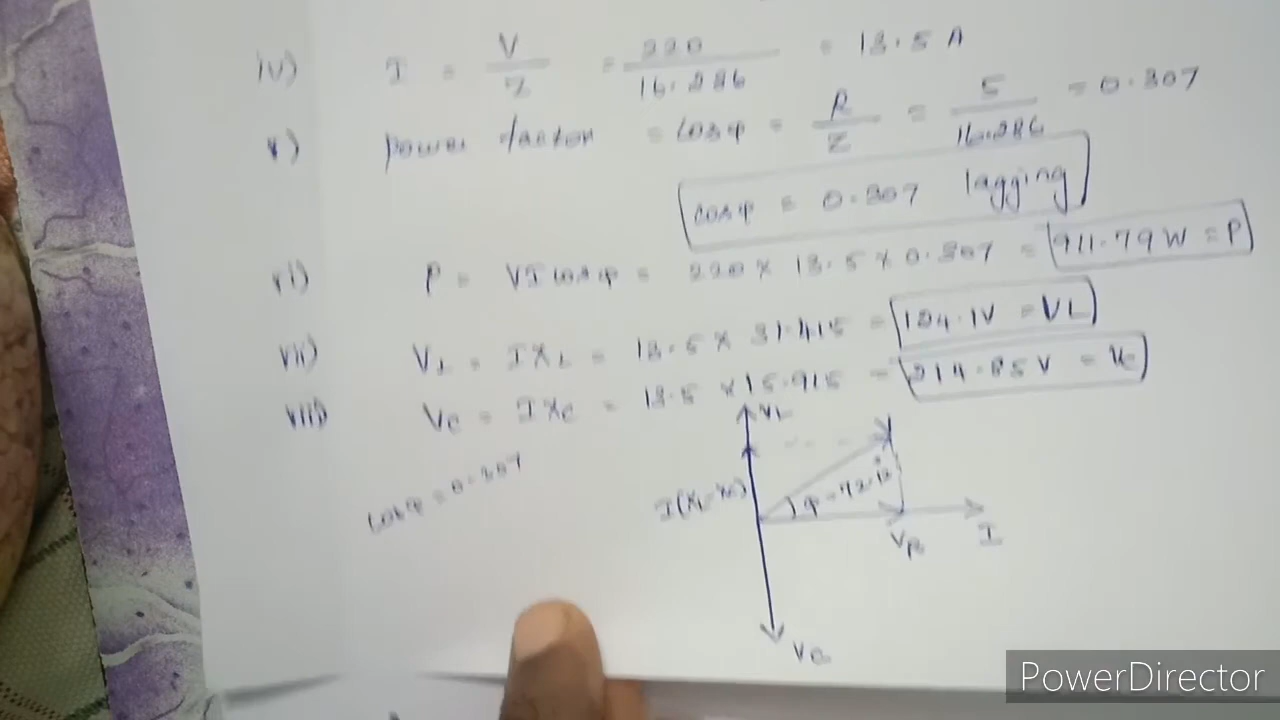 iv) I = V/Z = 220/16.286 = 13.5 A
v) power factor = cosφ = R/Z = 5/16.286 = 0.307
cosφ = 0.307 lagging
vi) P = VI cosφ = 220 x 13.5 x 0.307 = 911.79 W = P
vii) VL = IXL = 13.5 x 31.415 = 124.1V = VL
viii) VC = IXC = 13.5 x 15.915 = 214.85 V = VC
VL
cosφ = 0.307
I(XL-XC)
φ = 72.12°
VR
I
VC
PowerDirector